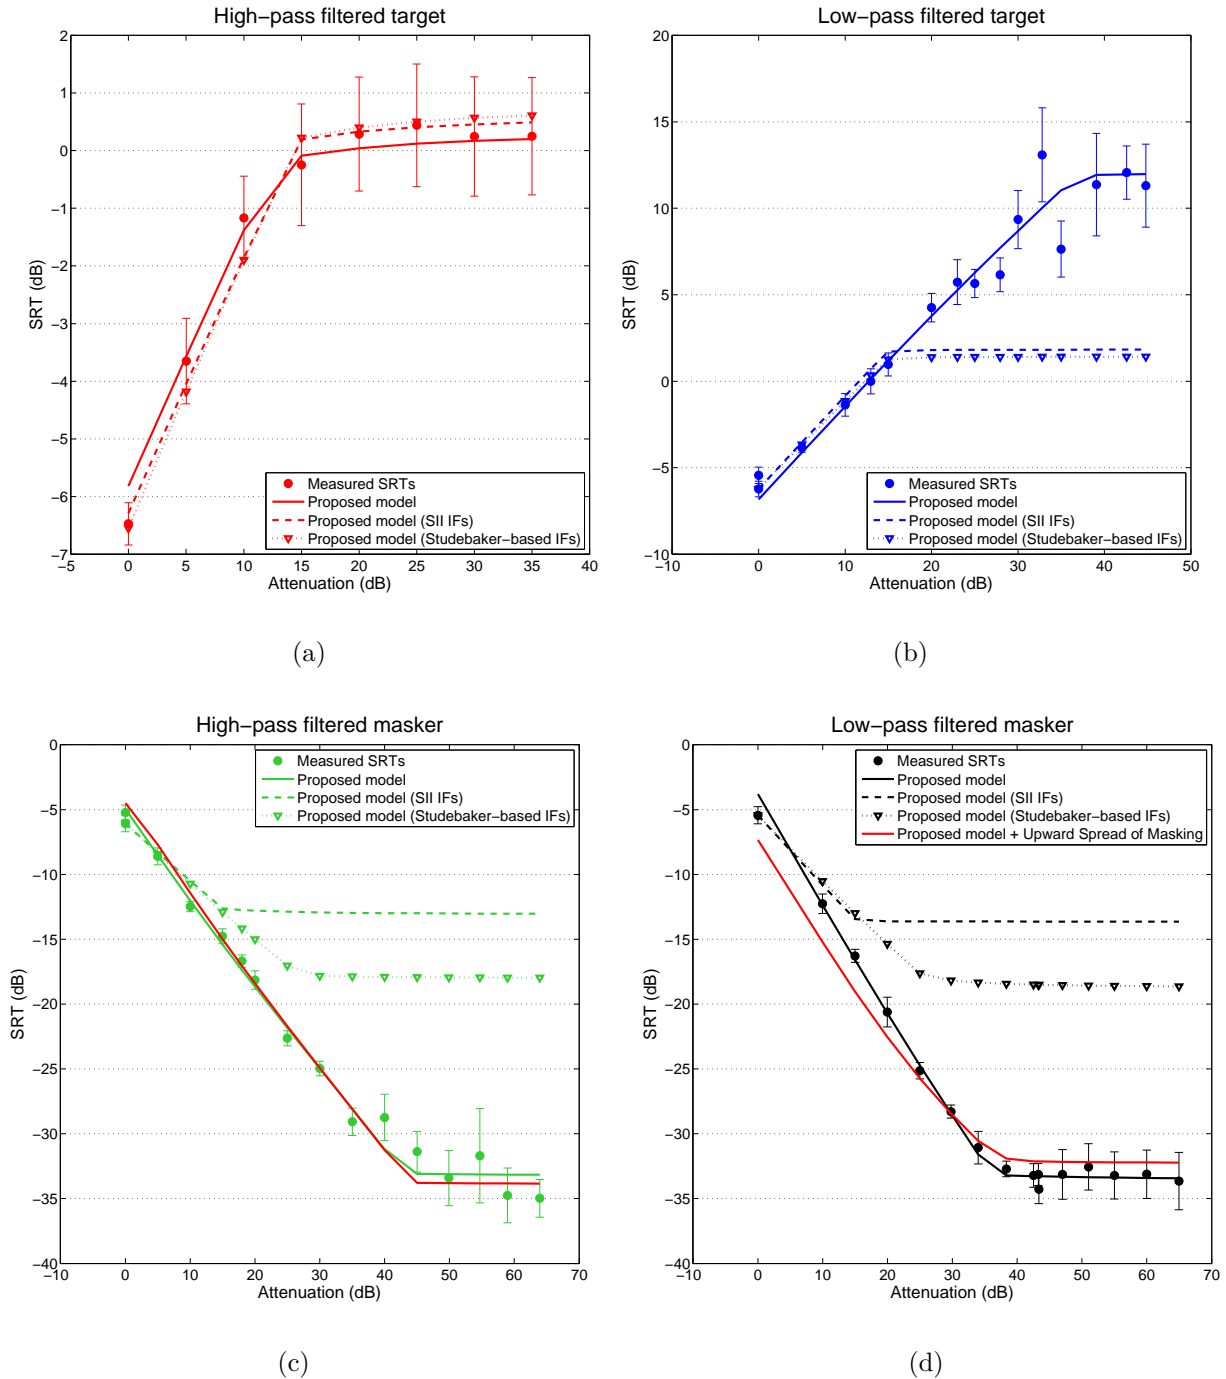 High−pass filtered target
2
1
0
−1
−2
−3
−4
−5
−6
−7
SRT (dB)
−5 0 5 10 15 20 25 30 35 40
Attenuation (dB)
Measured SRTs
Proposed model
Proposed model (SII IFs)
Proposed model (Studebaker−based IFs)
(a)
Low−pass filtered target
20
15
10
5
0
−5
−10
SRT (dB)
−10 0 10 20 30 40 50
Attenuation (dB)
Measured SRTs
Proposed model
Proposed model (SII IFs)
Proposed model (Studebaker−based IFs)
(b)
High−pass filtered masker
0
−5
−10
−15
−20
−25
−30
−35
−40
SRT (dB)
−10 0 10 20 30 40 50 60 70
Attenuation (dB)
Measured SRTs
Proposed model
Proposed model (SII IFs)
Proposed model (Studebaker−based IFs)
(c)
Low−pass filtered masker
0
−5
−10
−15
−20
−25
−30
−35
−40
SRT (dB)
−10 0 10 20 30 40 50 60 70
Attenuation (dB)
Measured SRTs
Proposed model
Proposed model (SII IFs)
Proposed model (Studebaker−based IFs)
Proposed model + Upward Spread of Masking
(d)